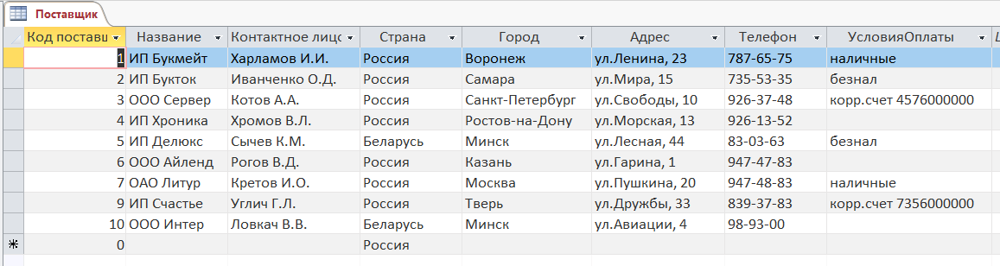 Поставщик
Код постави Название Контактное лицо Страна Город Адрес Телефон УсловияОплаты
1 ИП Букмейт Харламов И.И. Россия Воронеж ул.Ленина, 23 787-65-75 наличные
2 ИП Букток Иванченко О.Д. Россия Самара ул.Мира, 15 735-53-35 безнал
3 ООО Сервер Котов А.А. Россия Санкт-Петербург ул.Свободы, 10 926-37-48 корр.счет 4576000000
4 ИП Хроника Хромов В.Л. Россия Ростов-на-Дону ул.Морская, 13 926-13-52
5 ИП Делюкс Сычев К.М. Беларусь Минск ул.Лесная, 44 83-03-63 безнал
6 ООО Айленд Рогов В.Д. Россия Казань ул.Гарина, 1 947-47-83
7 ОАО Литур Кретов И.О. Россия Москва ул.Пушкина, 20 947-48-83 наличные
9 ИП Счастье Углич Г.Л. Россия Тверь ул.Дружбы, 33 839-37-83 корр.счет 7356000000
10 ООО Интер Ловкач В.В. Беларусь Минск ул.Авиации, 4 98-93-00
0 Россия